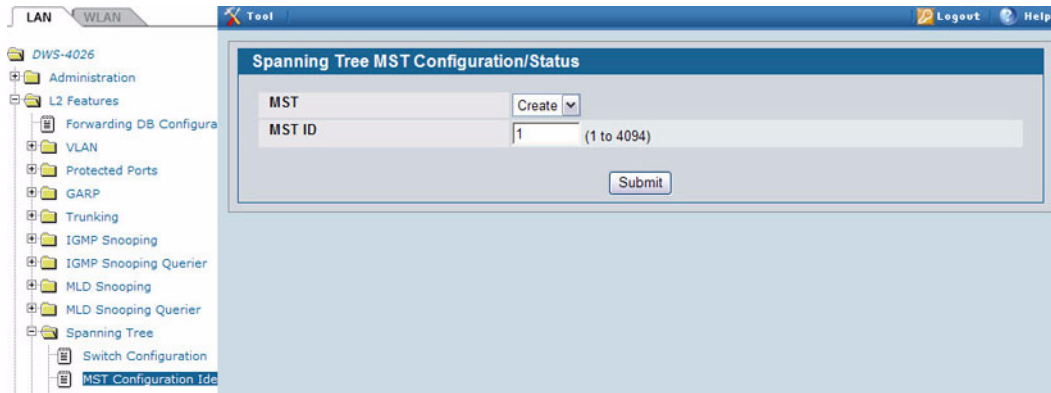 LAN WLAN
Tool
Logout Help
DWS-4026
Administration
L2 Features
Forwarding DB Configura
VLAN
Protected Ports
GARP
Trunking
IGMP Snooping
IGMP Snooping Querier
MLD Snooping
MLD Snooping Querier
Spanning Tree
Switch Configuration
MST Configuration Ide
Spanning Tree MST Configuration/Status
MST Create
MST ID 1 (1 to 4094)
Submit